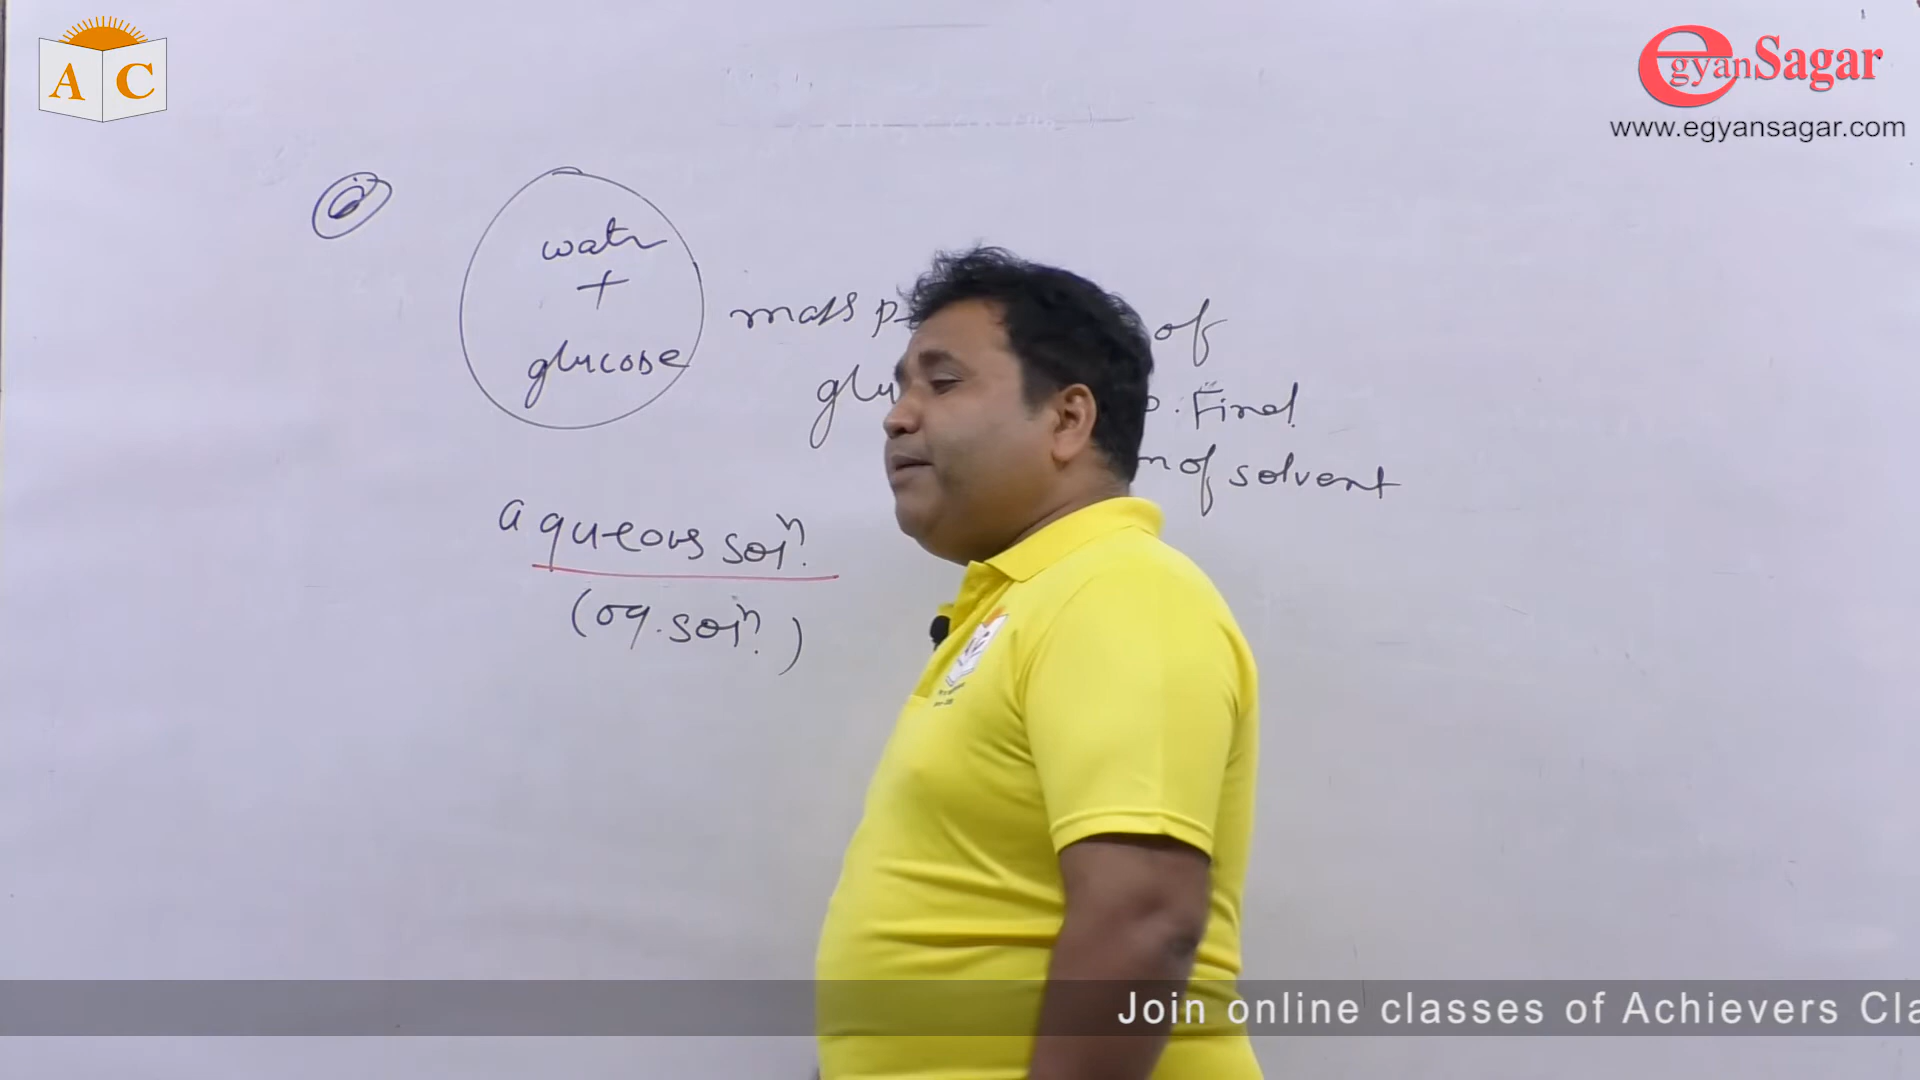 A C
egyanSagar
www.egyansagar.com
Q
water
+
glucose
mass of
Find
of solvent
aqueous solⁿ.
(aq. solⁿ.)
Join online classes of Achievers Cla